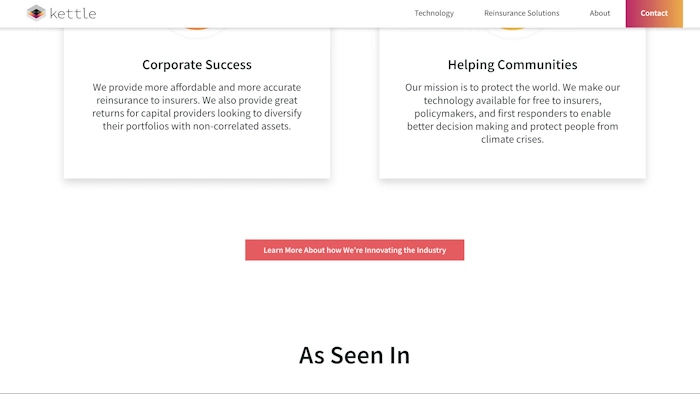 kettle
Technology
Reinsurance Solutions
About
Contact
Corporate Success
We provide more affordable and more accurate
reinsurance to insurers. We also provide great
returns for capital providers looking to diversify
their portfolios with non-correlated assets.
Helping Communities
Our mission is to protect the world. We make our
technology available for free to insurers,
policymakers, and first responders to enable
better decision making and protect people from
climate crises.
Learn More About how We're Innovating the Industry
As Seen In